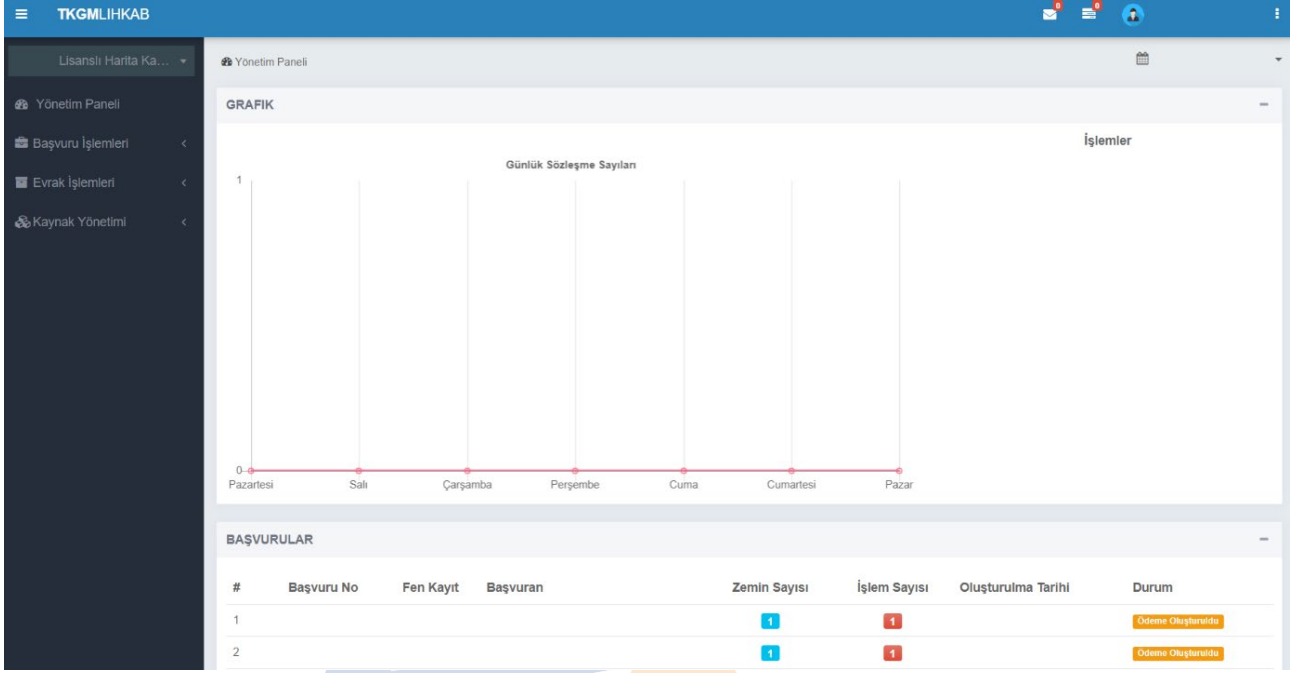 TKGMLIHKAB
0
0
Lisanslı Harita Ka...
Yönetim Paneli
Başvuru İşlemleri
Evrak İşlemleri
Kaynak Yönetimi
Yönetim Paneli
GRAFIK
İşlemler
Günlük Sözleşme Sayıları
1
0
Pazartesi Salı Çarşamba Perşembe Cuma Cumartesi Pazar
BAŞVURULAR
# Başvuru No Fen Kayıt Başvuran Zemin Sayısı İşlem Sayısı Oluşturulma Tarihi Durum
1 1 1 Ödeme Oluşturuldu
2 1 1 Ödeme Oluşturuldu